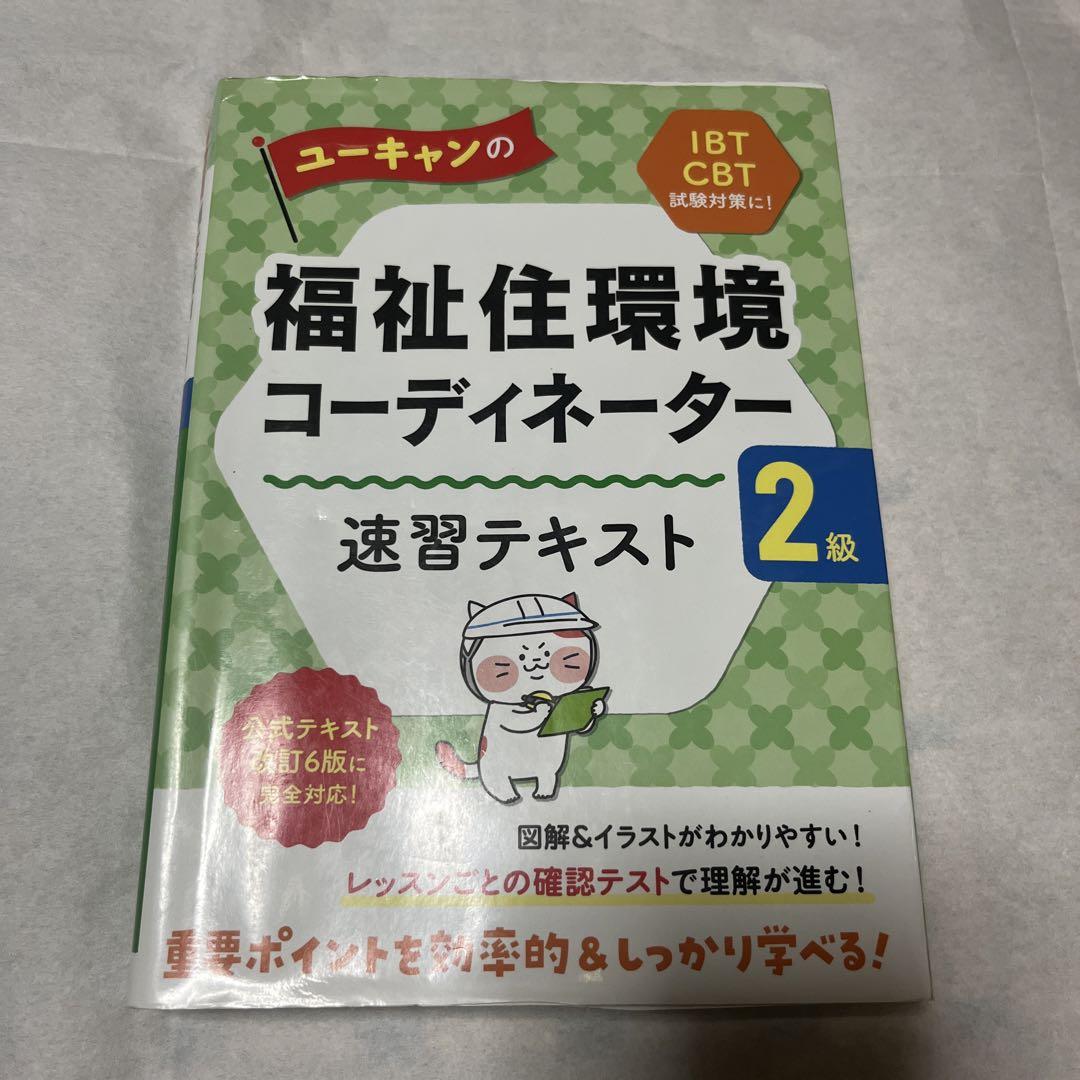 ユーキャンの
IBT
CBT
試験対策に!
福祉住環境
コーディネーター
2級
速習テキスト
公式テキスト
改訂6版に
完全対応!
図解&イラストがわかりやすい!
レッスンごとの確認テストで理解が進む!
重要ポイントを効率的&しっかり学べる!